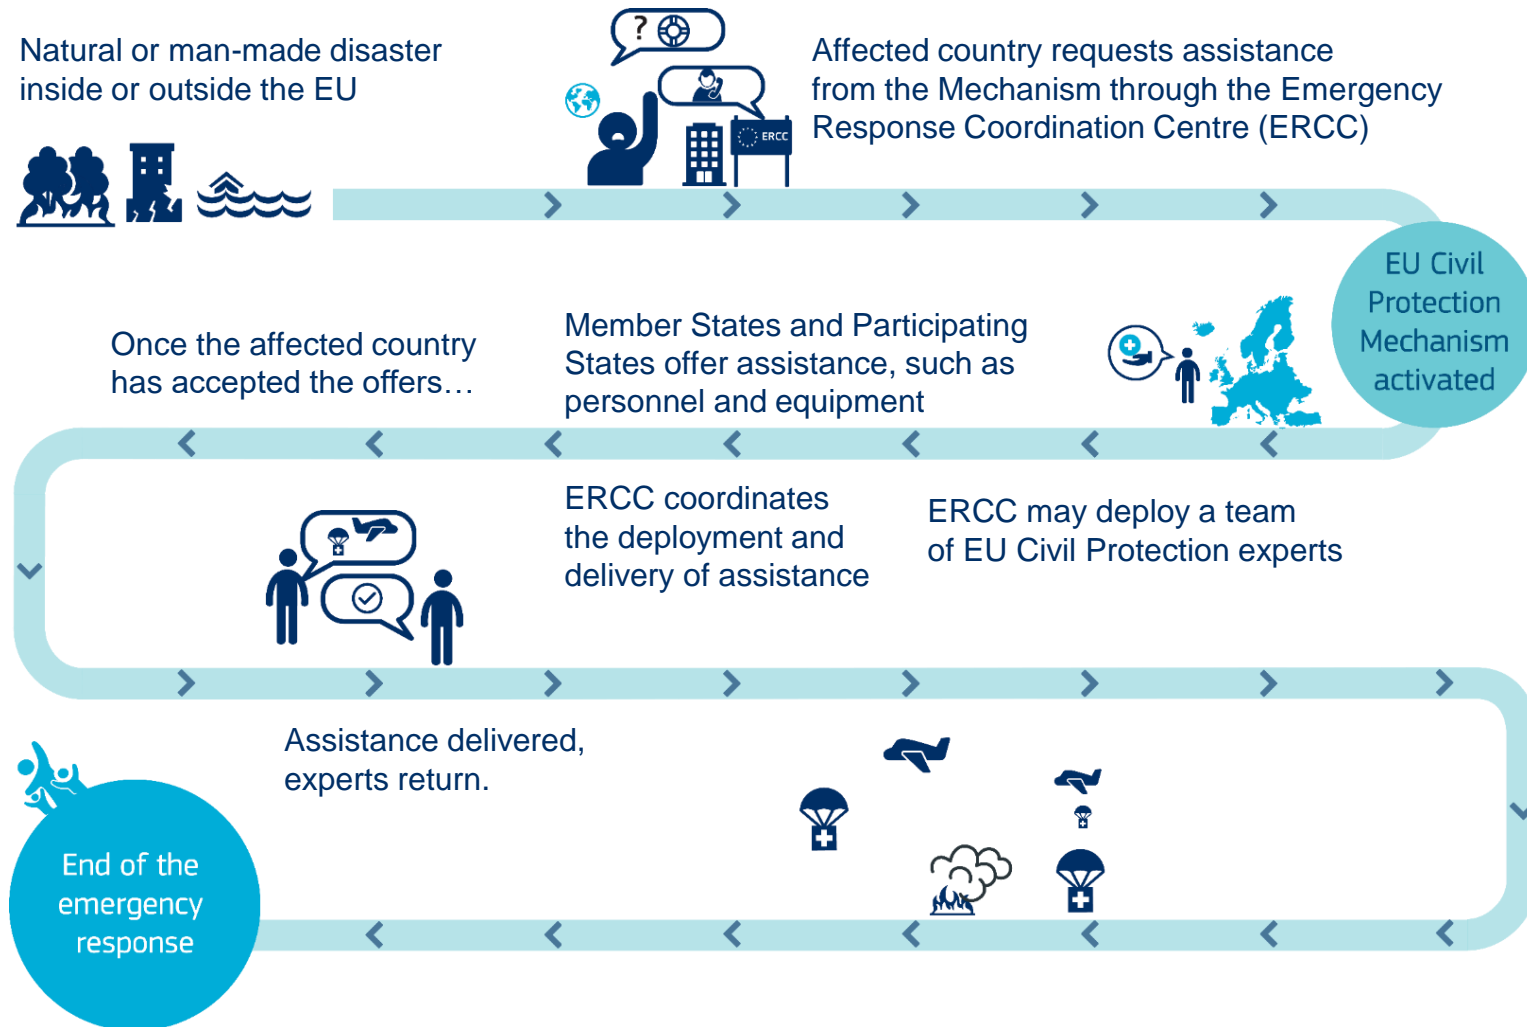 Natural or man-made disaster
inside or outside the EU
?
ERCC
Affected country requests assistance
from the Mechanism through the Emergency
Response Coordination Centre (ERCC)
EU Civil
Protection
Mechanism
activated
Member States and Participating
States offer assistance, such as
personnel and equipment
Once the affected country
has accepted the offers…
ERCC coordinates
the deployment and
delivery of assistance
ERCC may deploy a team
of EU Civil Protection experts
Assistance delivered,
experts return.
End of the
emergency
response